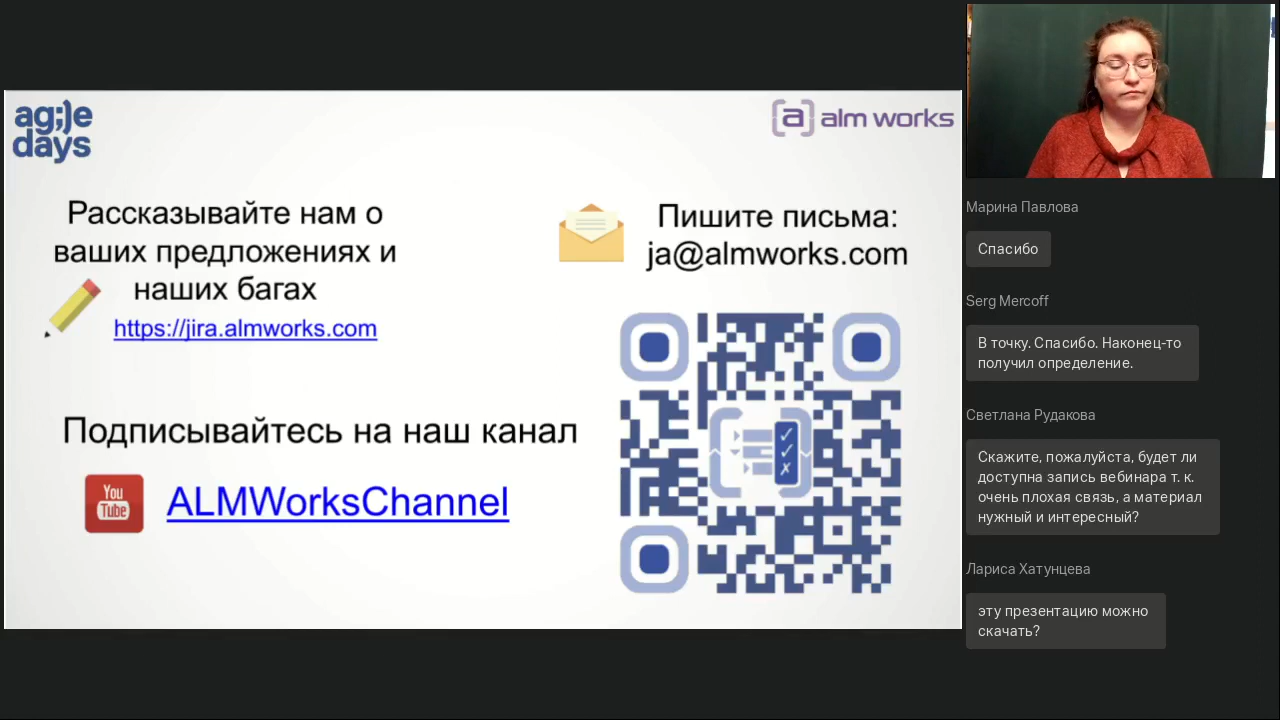 ag;le
days
[a] alm works
Рассказывайте нам о
ваших предложениях и
наших багах
https://jira.almworks.com
Пишите письма:
ja@almworks.com
Подписывайтесь на наш канал
You
Tube
ALMWorksChannel
Марина Павлова
Спасибо
Serg Mercoff
В точку. Спасибо. Наконец-то
получил определение.
Светлана Рудакова
Скажите, пожалуйста, будет ли
доступна запись вебинара т. к.
очень плохая связь, а материал
нужный и интересный?
Лариса Хатунцева
эту презентацию можно
скачать?